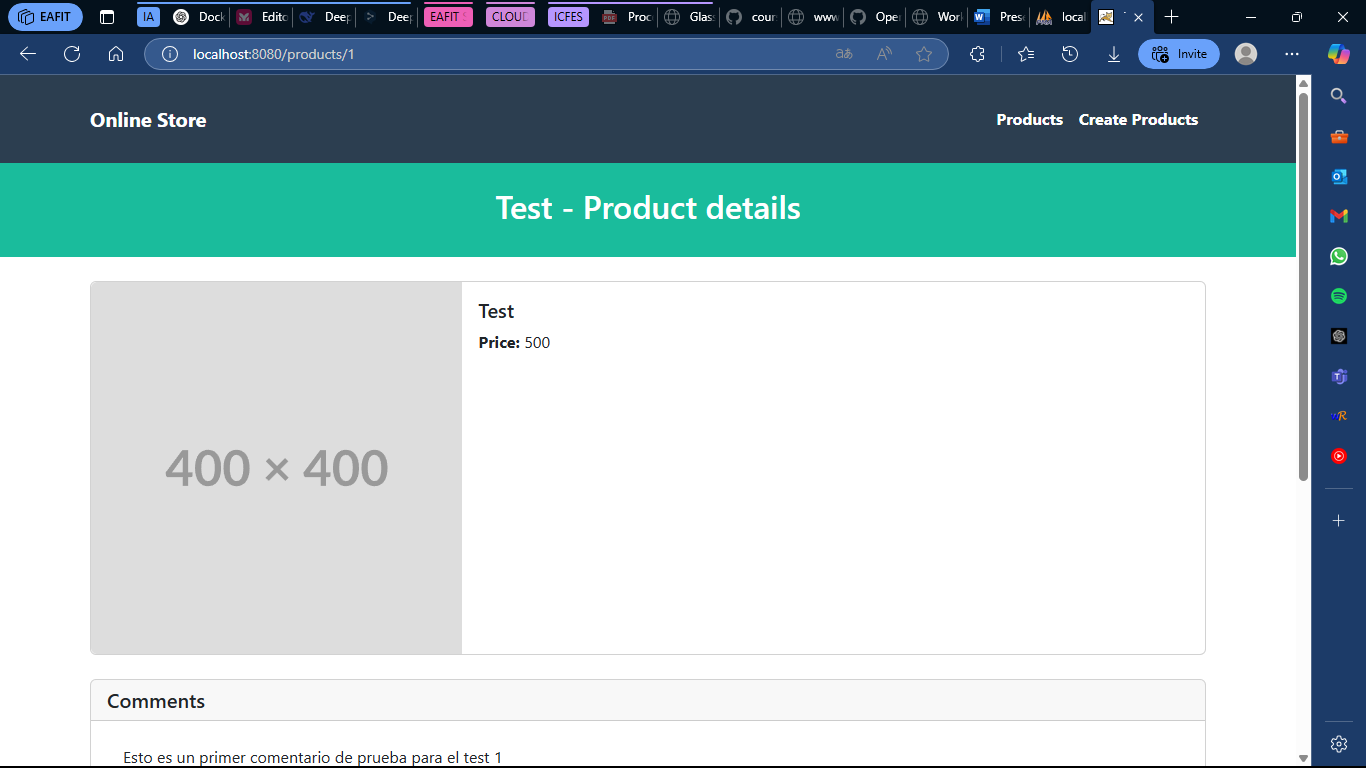 EAFIT IA Dock Edito Deep Deep EAFIT CLOUD ICFES Proc Glas cour www Ope Worl Prese local
localhost:8080/products/1
Invite
Online Store
Products Create Products
Test - Product details
400 × 400
Test
Price: 500
Comments
Esto es un primer comentario de prueba para el test 1